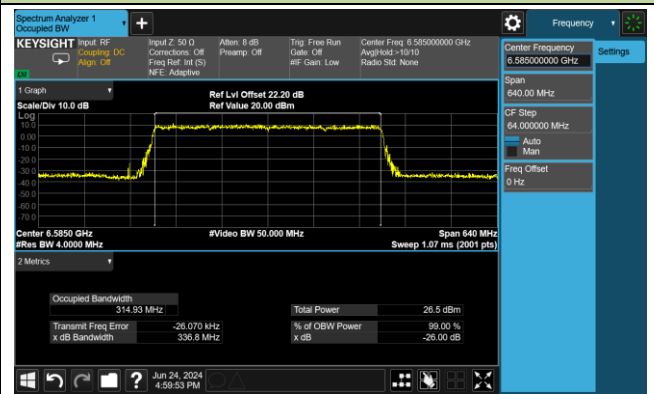 Spectrum Analyzer 1
Occupied BW
Frequency
KEYSIGHT
Input: RF
Coupling: DC
Align: Off
Input Z: 50 Ω
Corrections: Off
Freq Ref: Int (S)
NFE: Adaptive
Atten: 8 dB
Preamp: Off
Trig: Free Run
Gate: Off
#IF Gain: Low
Center Freq: 6.585000000 GHz
Avg|Hold:>10/10
Radio Std: None
LXI
Center Frequency
6.585000000 GHz
Settings
Span
640.00 MHz
CF Step
64.000000 MHz
Auto
Man
Freq Offset
0 Hz
1 Graph
Scale/Div 10.0 dB
Ref Lvl Offset 22.20 dB
Ref Value 20.00 dBm
Log
10.0
0.00
-10.0
-20.0
-30.0
-40.0
-50.0
-60.0
-70.0
Center 6.5850 GHz
#Video BW 50.000 MHz
Span 640 MHz
#Res BW 4.0000 MHz
Sweep 1.07 ms (2001 pts)
2 Metrics
Occupied Bandwidth
314.93 MHz
Total Power 26.5 dBm
Transmit Freq Error -26.070 kHz
% of OBW Power 99.00 %
x dB Bandwidth 336.8 MHz
x dB -26.00 dB
?
Jun 24, 2024
4:59:53 PM